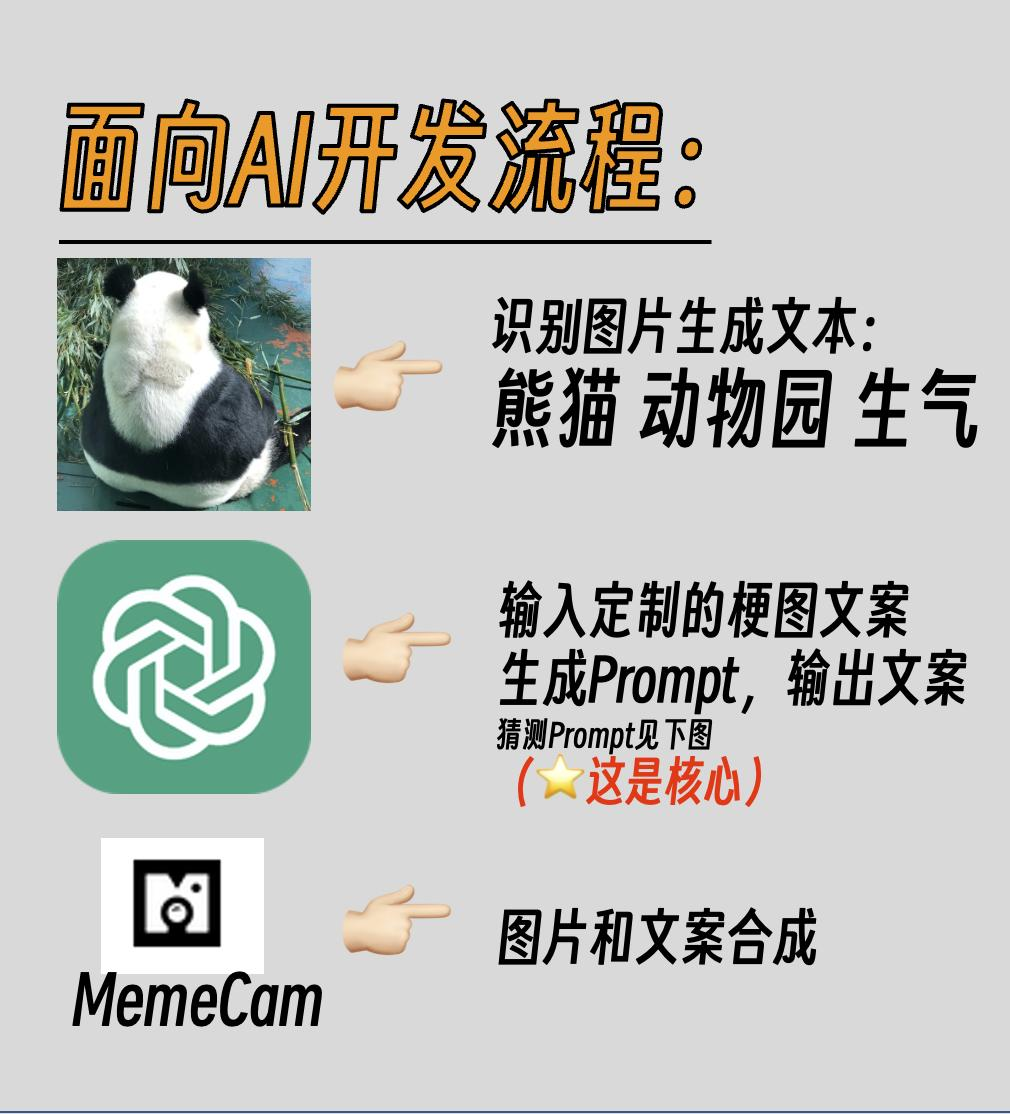 面向AI开发流程：
识别图片生成文本：
熊猫 动物园 生气
输入定制的梗图文案
生成Prompt，输出文案
猜测Prompt见下图
（⭐这是核心）
图片和文案合成
MemeCam